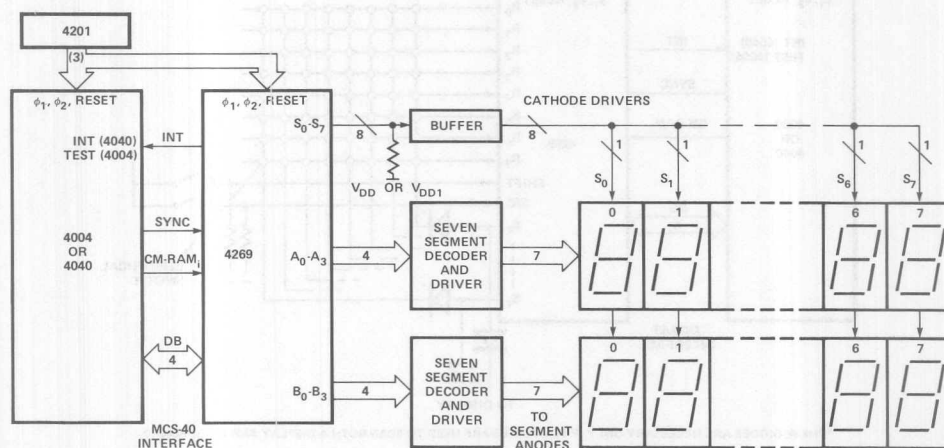 4201
(3)
φ1, φ2, RESET
INT (4040)
TEST (4004)
INT
SYNC
4004
OR
4040
CM-RAMi
DB
4
MCS-40
INTERFACE
φ1, φ2, RESET
S0-S7
4269
A0-A3
B0-B3
8
BUFFER
8
CATHODE DRIVERS
VDD OR VDD1
1
1
1
1
S0
S1
S6
S7
4
SEVEN
SEGMENT
DECODER
AND
DRIVER
7
0
1
6
7
4
SEVEN
SEGMENT
DECODER
AND
DRIVER
7
TO
SEGMENT
ANODES
0
1
6
7